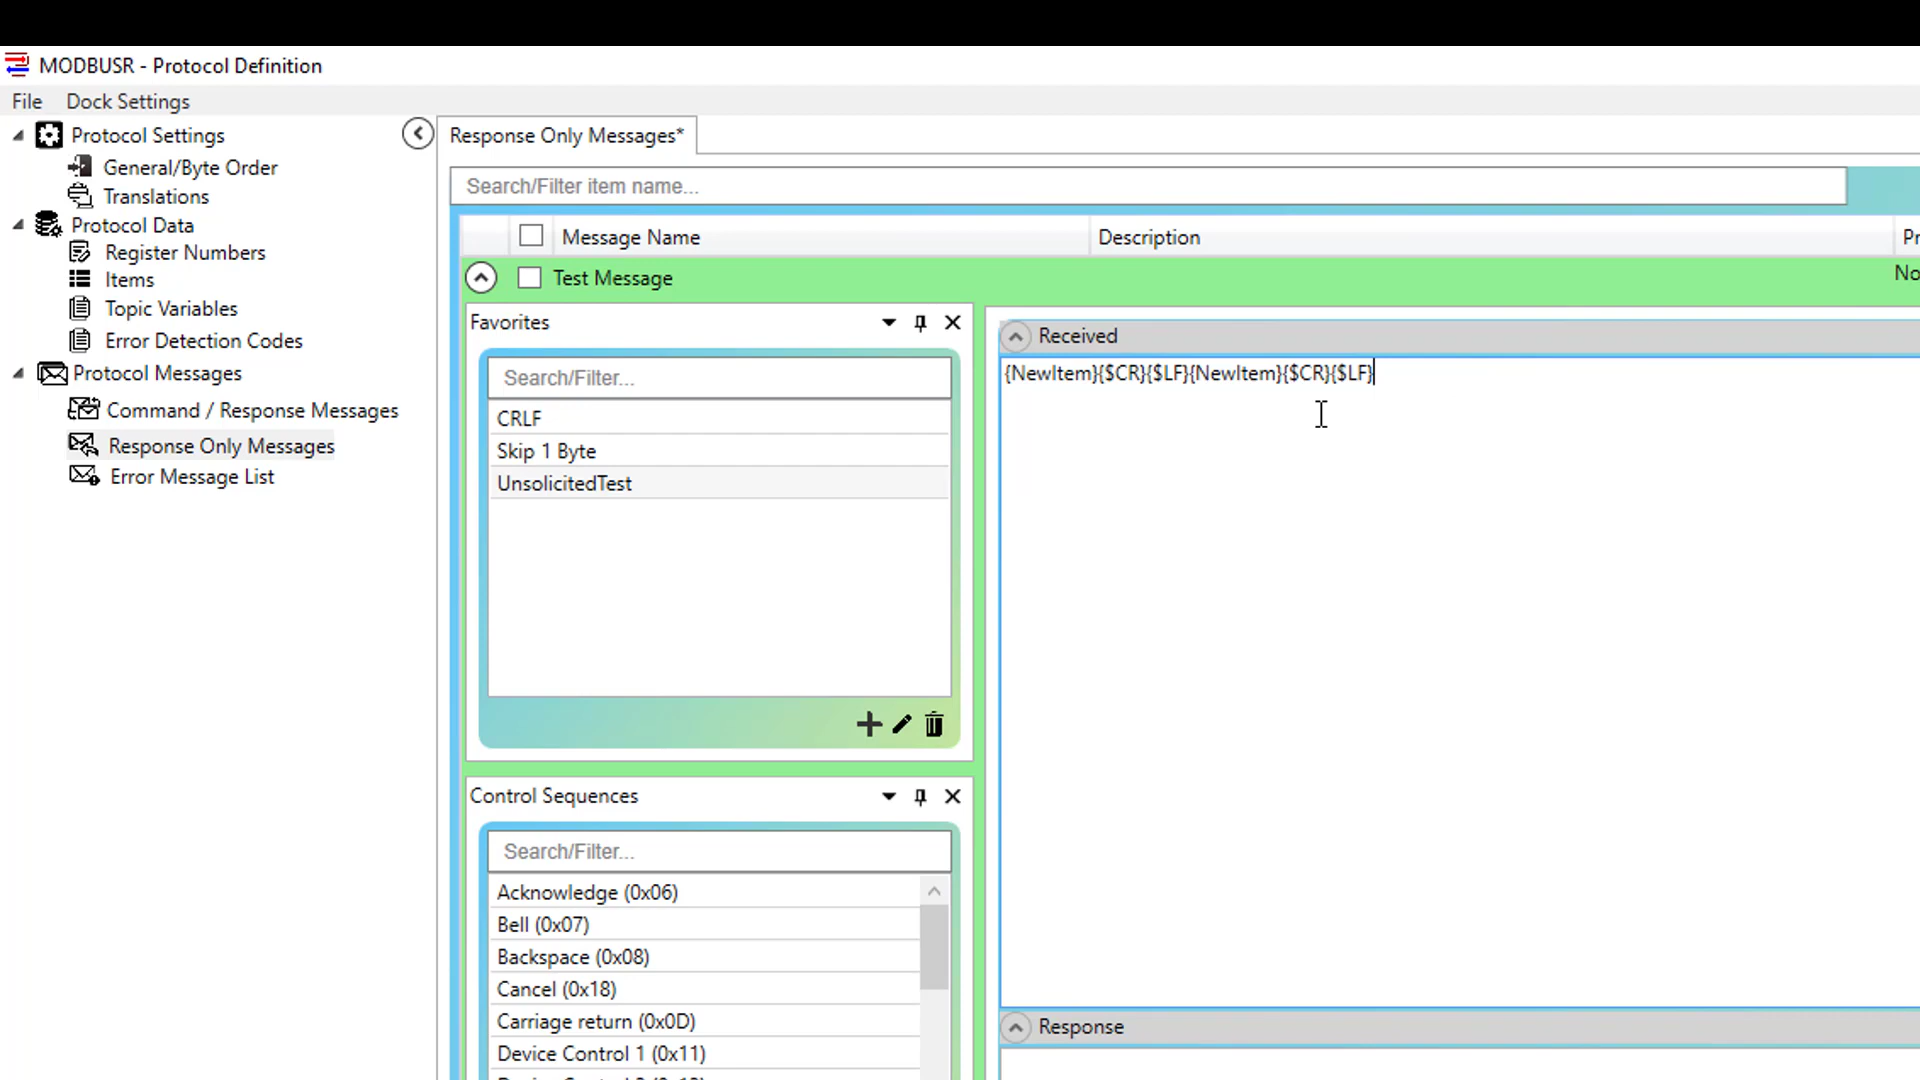 MODBUSR - Protocol Definition
File Dock Settings
Protocol Settings
General/Byte Order
Translations
Protocol Data
Register Numbers
Items
Topic Variables
Error Detection Codes
Protocol Messages
Command / Response Messages
Response Only Messages
Error Message List
Response Only Messages*
Search/Filter item name...
Message Name Description Pr
Test Message No
Favorites
Search/Filter...
CRLF
Skip 1 Byte
UnsolicitedTest
Control Sequences
Search/Filter...
Acknowledge (0x06)
Bell (0x07)
Backspace (0x08)
Cancel (0x18)
Carriage return (0x0D)
Device Control 1 (0x11)
Received
{NewItem}{$CR}{$LF}{NewItem}{$CR}{$LF}
Response